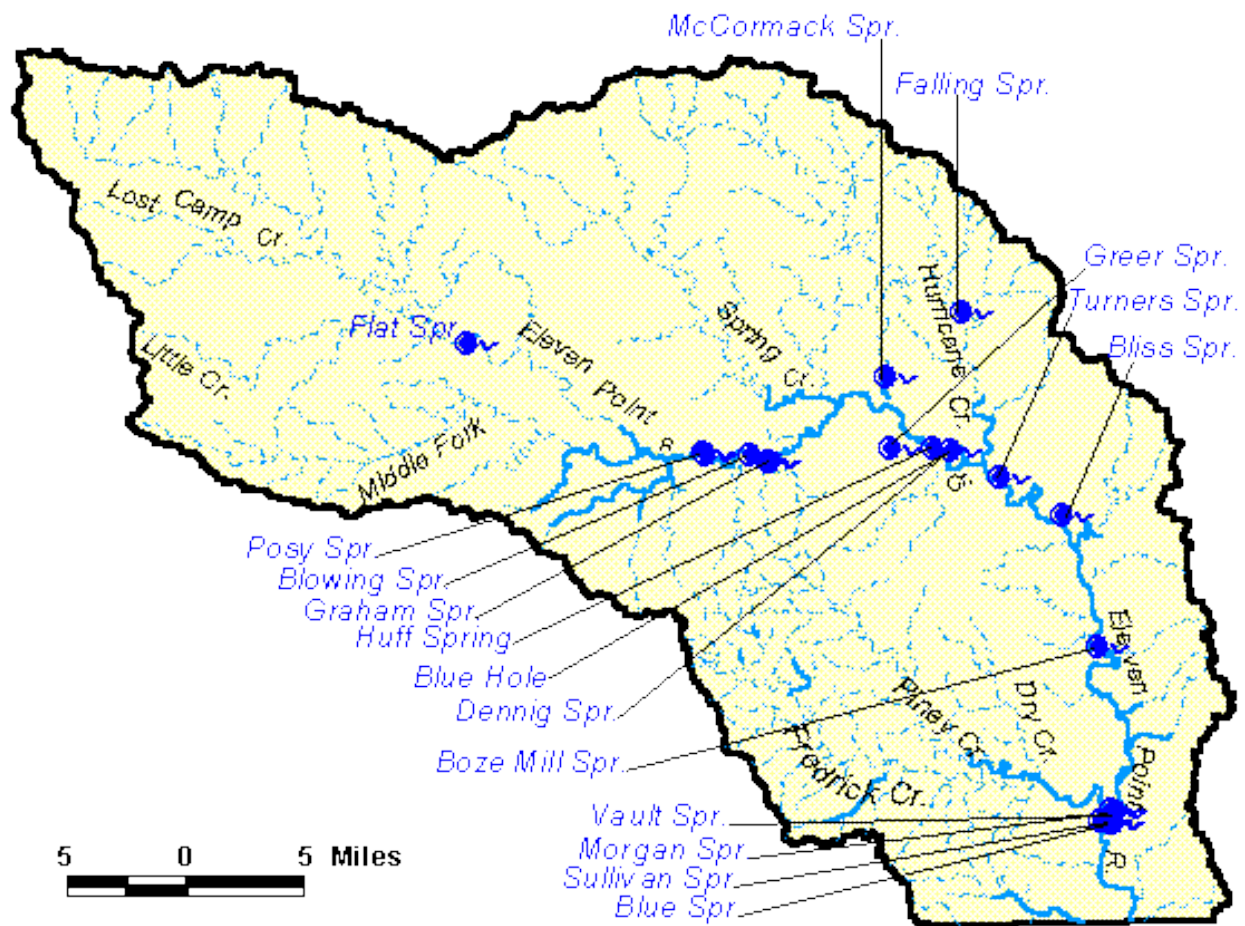 McCormack Spr.
Falling Spr.
Greer Spr.
Turners Spr.
Bliss Spr.
Lost Camp Cr.
Little Cr.
Flat Spr.
Eleven Point R.
Middle Fork
Spring Cr.
Hurricane Cr.
Posy Spr.
Blowing Spr.
Graham Spr.
Huff Spring
Blue Hole
Dennig Spr.
Boze Mill Spr.
Eleven Point R.
Piney Cr.
Dry Cr.
Fredrick Cr.
Vault Spr.
Morgan Spr.
Sullivan Spr.
Blue Spr.
5 0 5 Miles